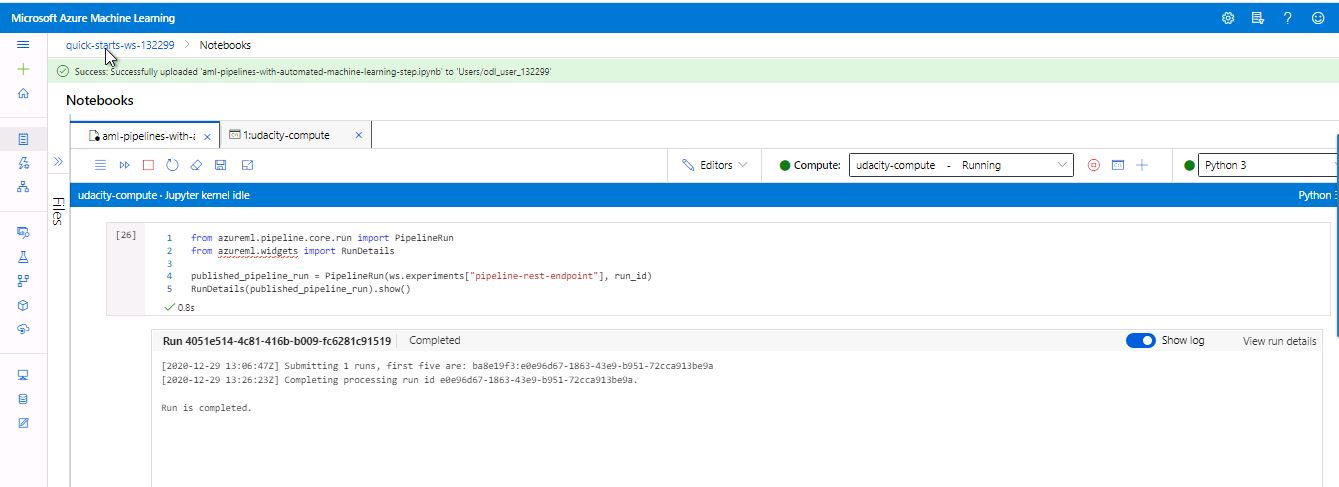 Microsoft Azure Machine Learning
quick-starts-ws-132299 > Notebooks
Success: Successfully uploaded 'aml-pipelines-with-automated-machine-learning-step.ipynb' to 'Users/odl_user_132299'
Notebooks
aml-pipelines-with-a × 1:udacity-compute ×
Editors Compute: udacity-compute - Running Python 3
udacity-compute · Jupyter kernel idle Python 3
Files
[26]
1 from azureml.pipeline.core.run import PipelineRun
2 from azureml.widgets import RunDetails
3
4 published_pipeline_run = PipelineRun(ws.experiments["pipeline-rest-endpoint"], run_id)
5 RunDetails(published_pipeline_run).show()
0.8s
Run 4051e514-4c81-416b-b009-fc6281c91519 Completed Show log View run details
[2020-12-29 13:06:47Z] Submitting 1 runs, first five are: ba8e19f3:e0e96d67-1863-43e9-b951-72cca913be9a
[2020-12-29 13:26:23Z] Completing processing run id e0e96d67-1863-43e9-b951-72cca913be9a.
Run is completed.